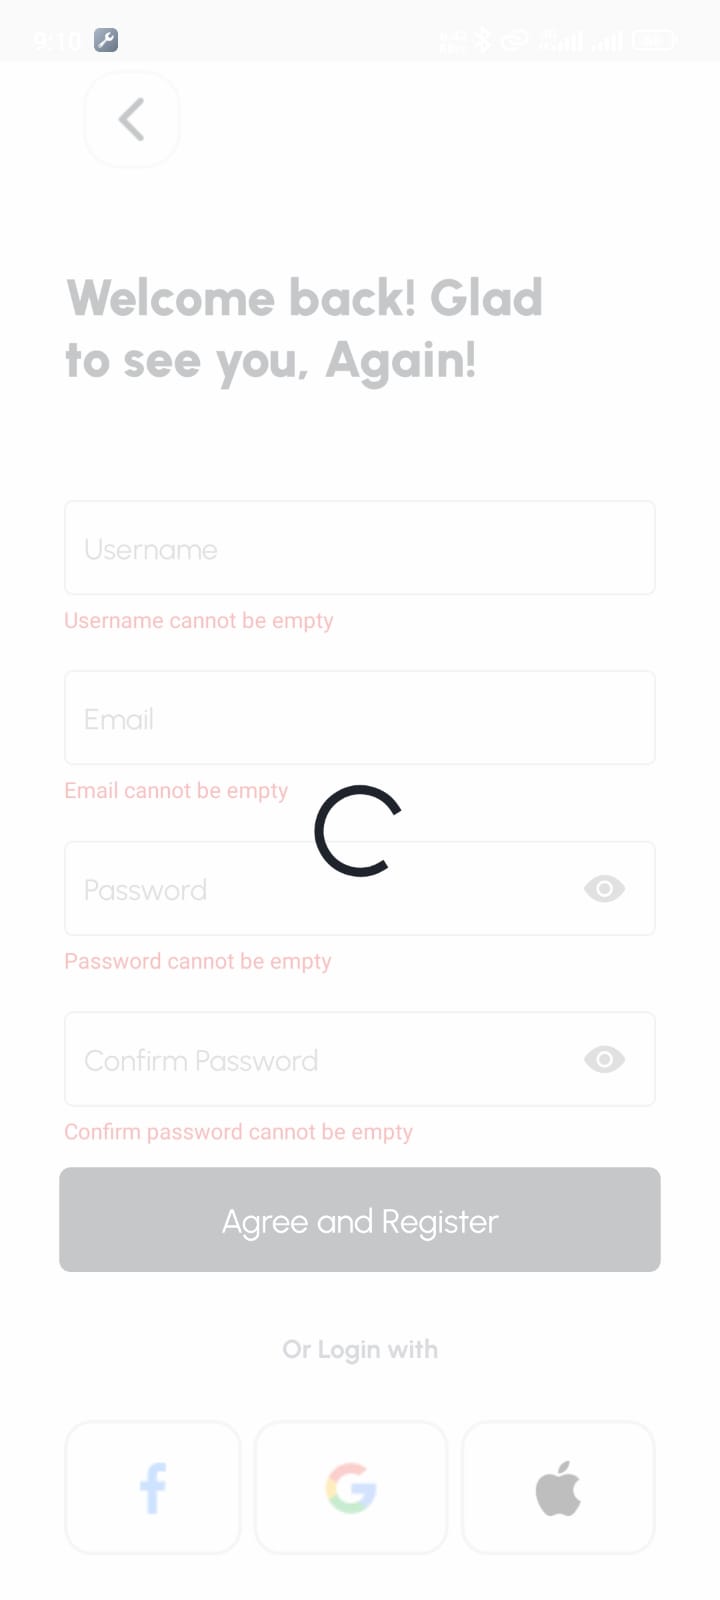 9:10
Welcome back! Glad
to see you, Again!
Username
Username cannot be empty
Email
Email cannot be empty
Password
Password cannot be empty
Confirm Password
Confirm password cannot be empty
Agree and Register
Or Login with